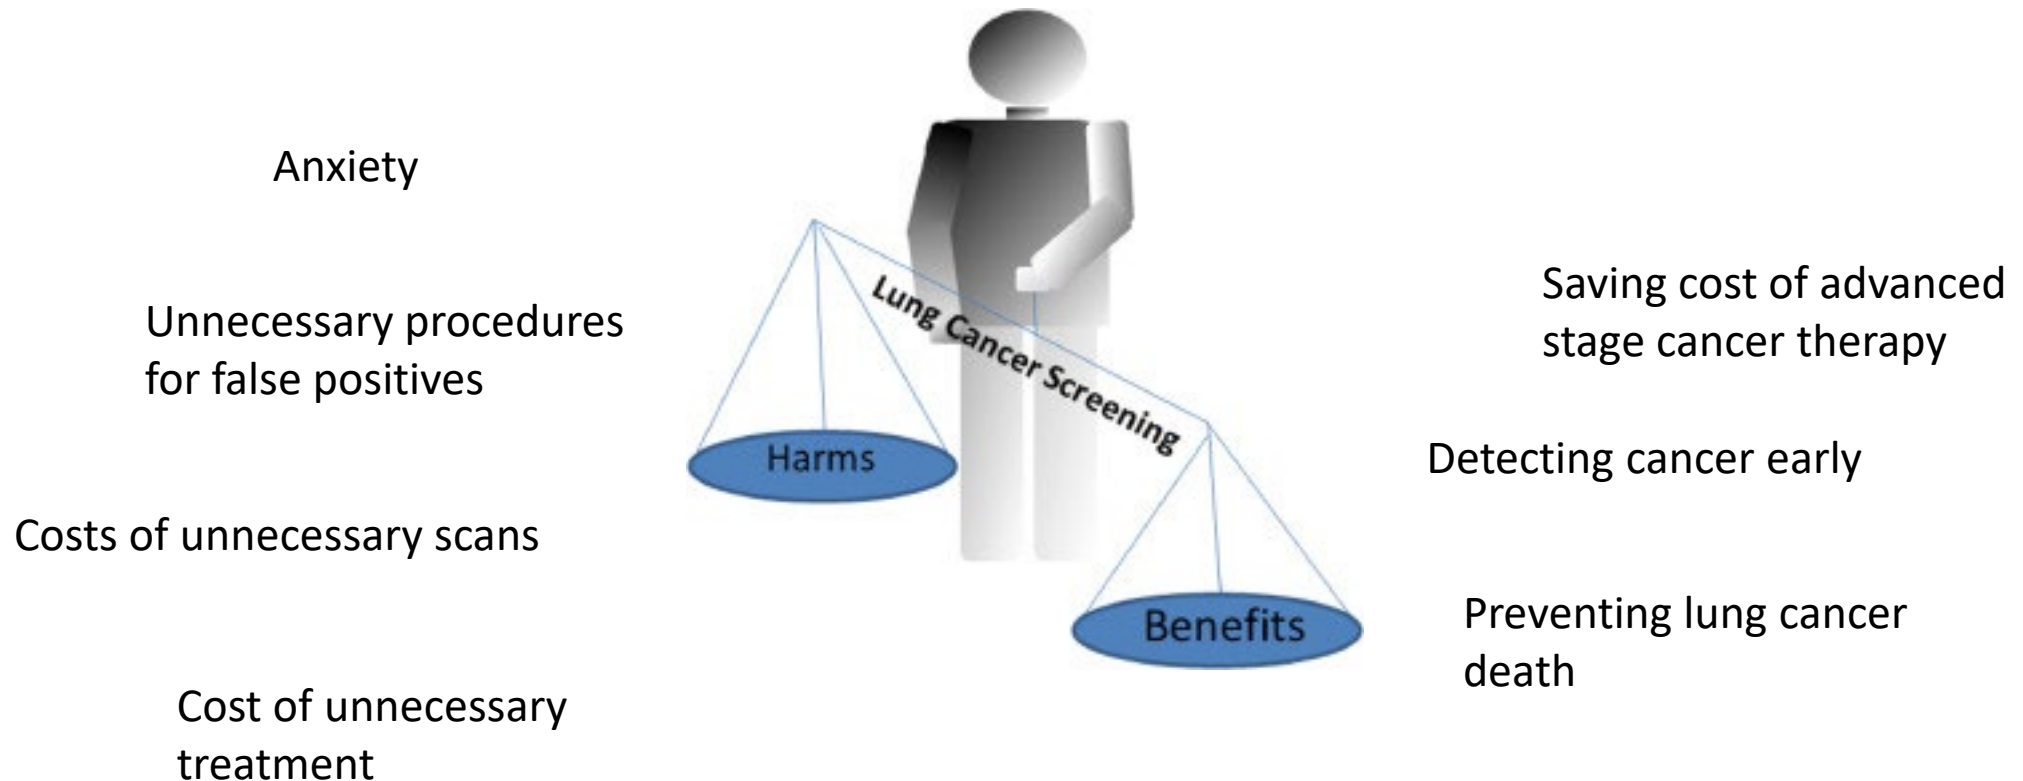 Anxiety
Unnecessary procedures
for false positives
Costs of unnecessary scans
Cost of unnecessary
treatment
Lung Cancer Screening
Harms
Benefits
Saving cost of advanced
stage cancer therapy
Detecting cancer early
Preventing lung cancer
death